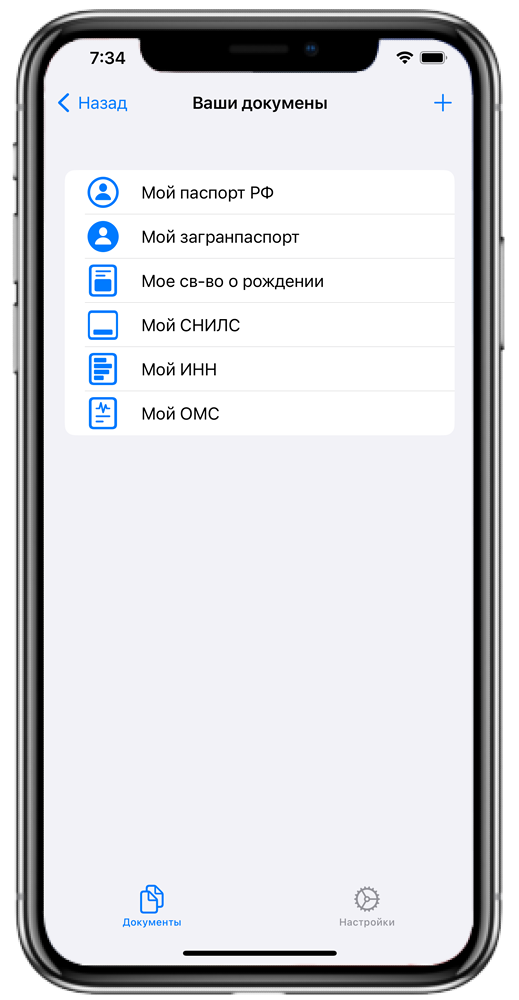 7:34
Назад
Ваши докумены
Мой паспорт РФ
Мой загранпаспорт
Мое св-во о рождении
Мой СНИЛС
Мой ИНН
Мой ОМС
Документы
Настройки